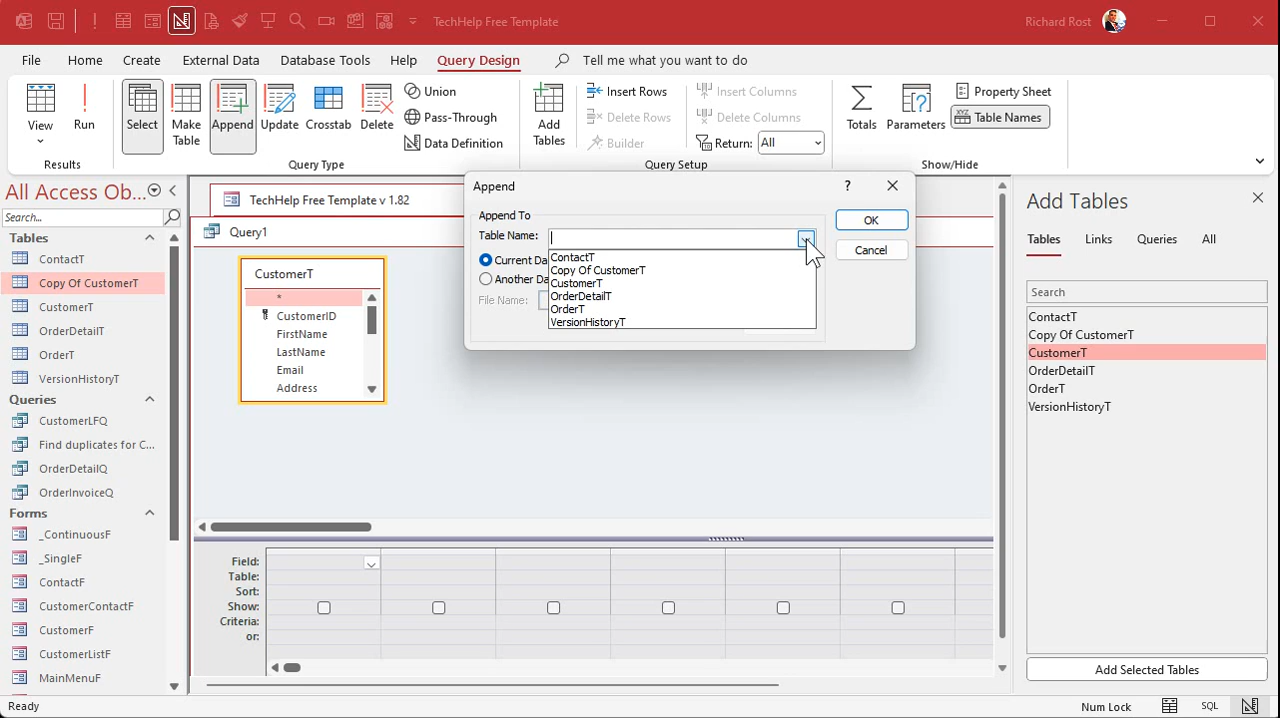 TechHelp Free Template
Richard Rost
File
Home
Create
External Data
Database Tools
Help
Query Design
Tell me what you want to do
View
Run
Results
Select
Make Table
Append
Update
Crosstab
Delete
Union
Pass-Through
Data Definition
Query Type
Add Tables
Insert Rows
Delete Rows
Builder
Insert Columns
Delete Columns
Return: All
Query Setup
Totals
Parameters
Property Sheet
Table Names
Show/Hide
All Access Ob...
Search...
Tables
ContactT
Copy Of CustomerT
CustomerT
OrderDetailT
OrderT
VersionHistoryT
Queries
CustomerLFQ
Find duplicates for C...
OrderDetailQ
OrderInvoiceQ
Forms
_ContinuousF
_SingleF
ContactF
CustomerContactF
CustomerF
CustomerListF
MainMenuF
TechHelp Free Template v 1.82
Query1
CustomerT
*
CustomerID
FirstName
LastName
Email
Address
Append
?
Append To
Table Name:
Current Da
Another Da
File Name:
OK
Cancel
ContactT
Copy Of CustomerT
CustomerT
OrderDetailT
OrderT
VersionHistoryT
Field:
Table:
Sort:
Show:
Criteria:
or:
Add Tables
Tables
Links
Queries
All
Search
ContactT
Copy Of CustomerT
CustomerT
OrderDetailT
OrderT
VersionHistoryT
Add Selected Tables
Ready
Num Lock
SQL